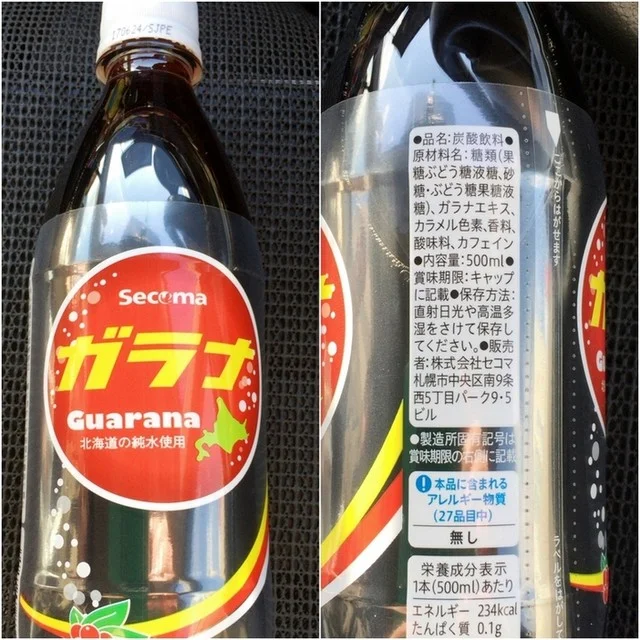 170624/SJPE
Secoma
ガラナ
Guarana
北海道の純水使用
●品名:炭酸飲料●
原材料名:糖類(果
糖ぶどう糖液糖、砂
糖・ぶどう糖果糖液
糖)、ガラナエキス、
カラメル色素、香料、
酸味料、カフェイン
●内容量:500ml●
賞味期限:キャップ
に記載●保存方法:
直射日光や高温多
湿をさけて保存し
てください。●販売
者:株式会社セコマ
札幌市中央区南9条
西5丁目パーク9・5
ビル
●製造所固有記号は
賞味期限の右側に記載
!本品に含まれる
アレルギー物質
(27品目中)
無し
栄養成分表示
1本(500ml)あたり
エネルギー 234kcal
たんぱく質 0.1g
ここからはがせます
ラベルをはがし